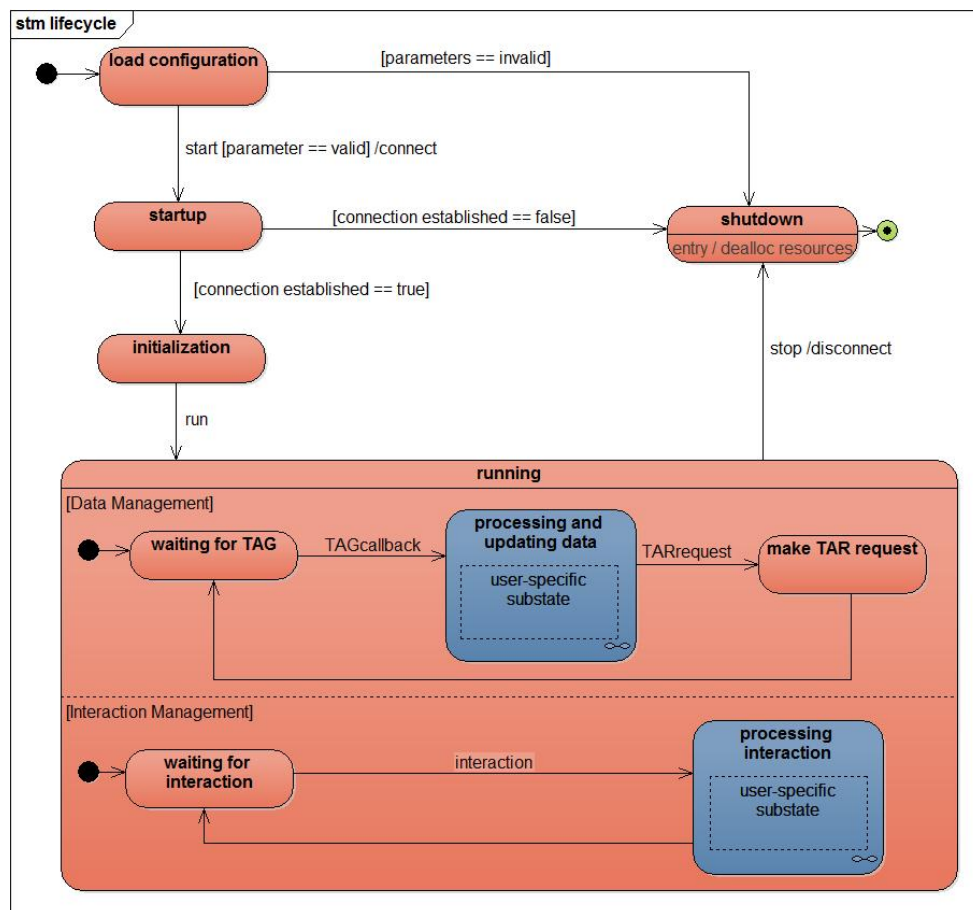 stm lifecycle
load configuration
[parameters == invalid]
start [parameter == valid] /connect
startup
[connection established == false]
shutdown
entry / dealloc resources
[connection established == true]
initialization
stop /disconnect
run
running
[Data Management]
waiting for TAG
TAGcallback
processing and
updating data
user-specific
substate
TARrequest
make TAR request
[Interaction Management]
waiting for
interaction
interaction
processing
interaction
user-specific
substate